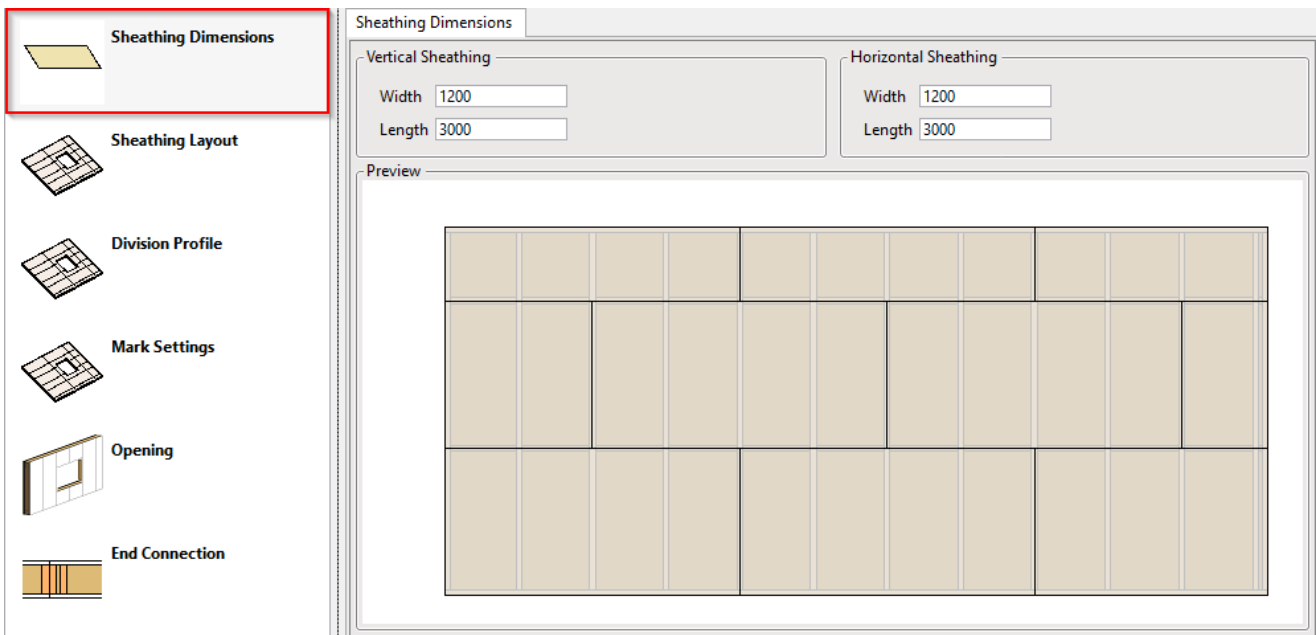 Sheathing Dimensions
Sheathing Layout
Division Profile
Mark Settings
Opening
End Connection
Sheathing Dimensions
Vertical Sheathing
Width 1200
Length 3000
Horizontal Sheathing
Width 1200
Length 3000
Preview